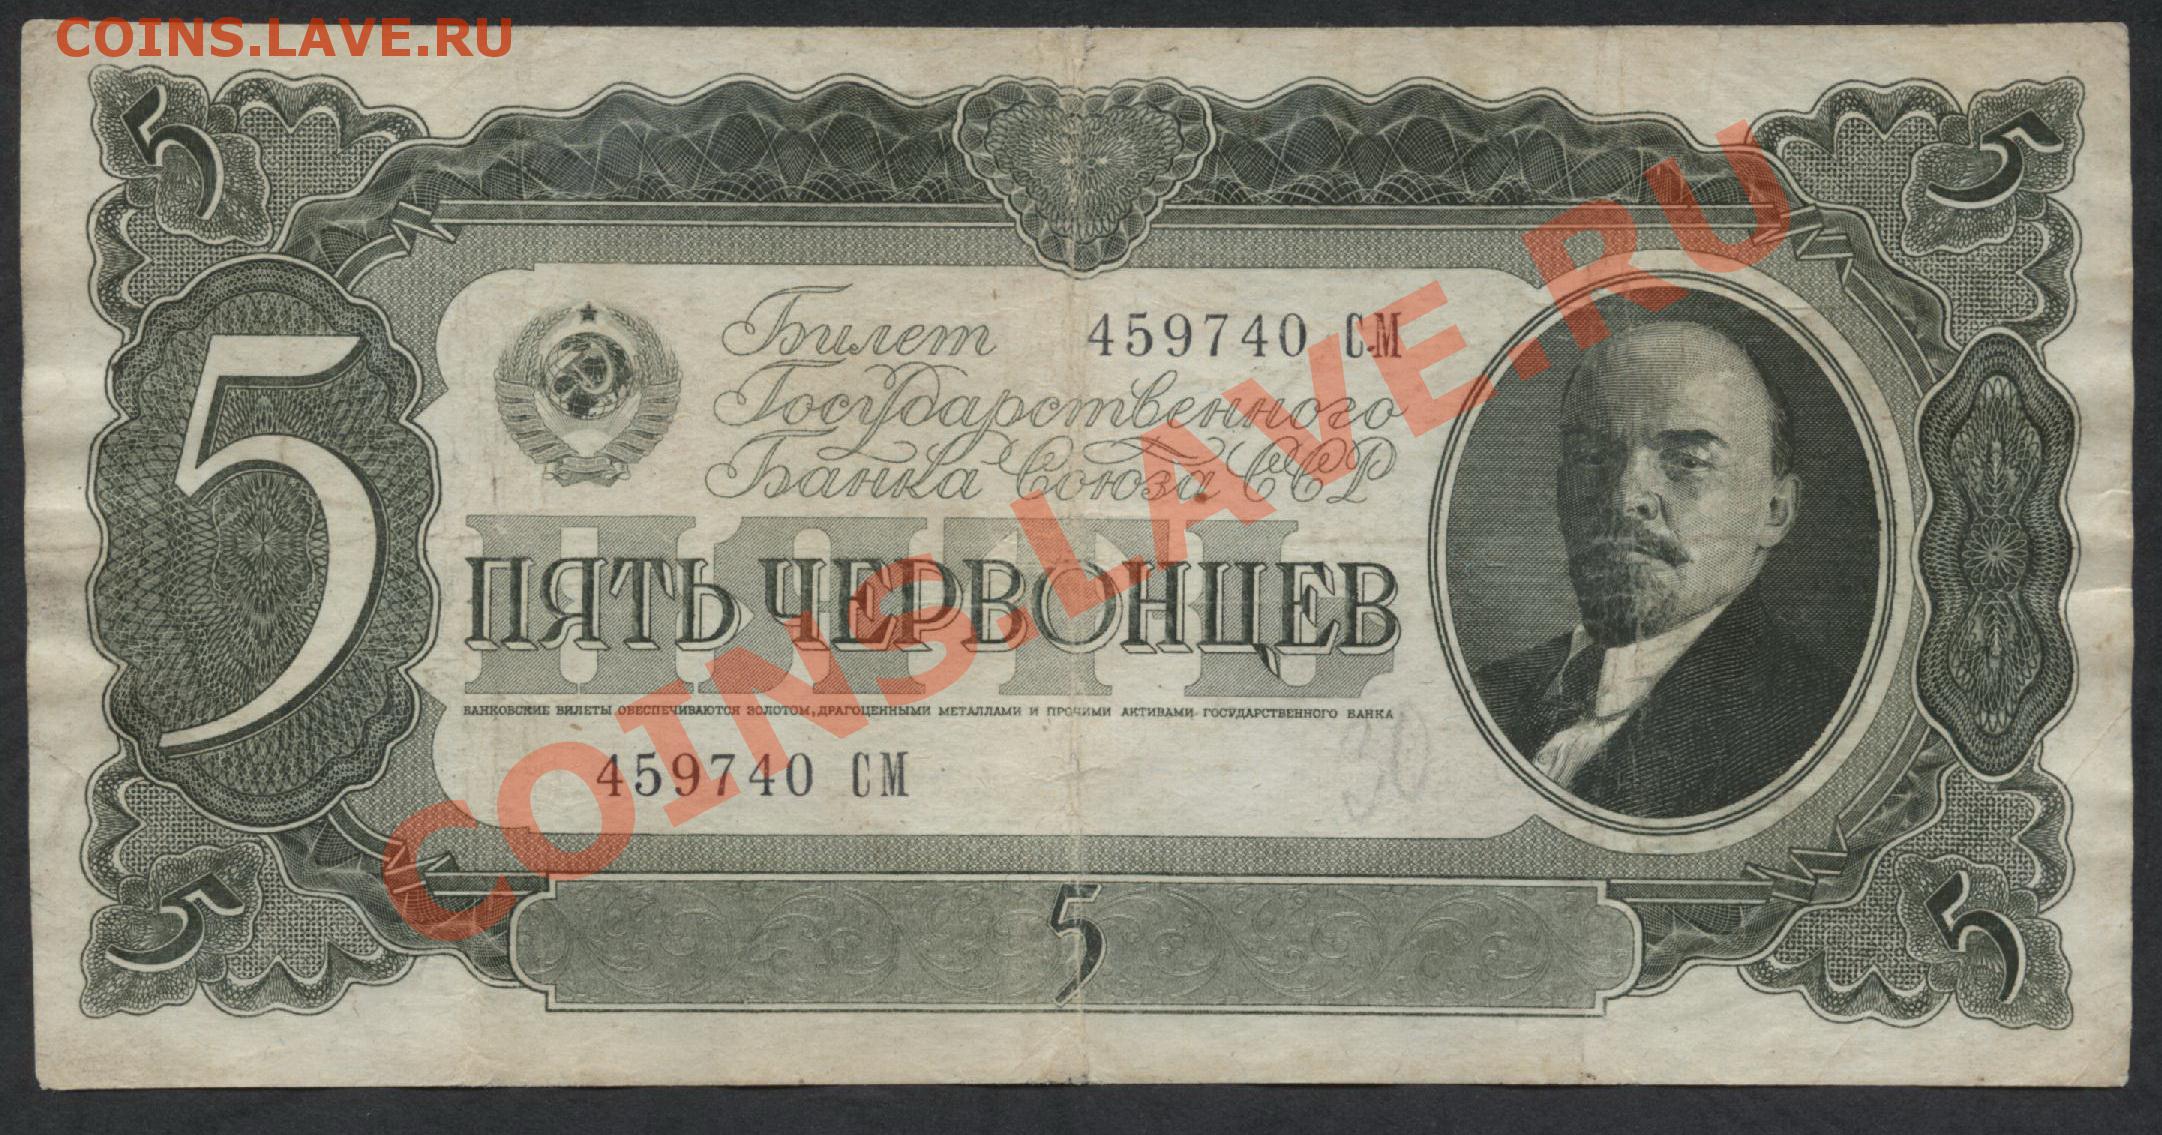 COINS.LAVE.RU
5
5
Билет 459740 СМ
Государственного
Банка Союза ССР
5
ПЯТЬ
ПЯТЬ ЧЕРВОНЦЕВ
БАНКОВСКИЕ БИЛЕТЫ ОБЕСПЕЧИВАЮТСЯ ЗОЛОТОМ, ДРАГОЦЕННЫМИ МЕТАЛЛАМИ И ПРОЧИМИ АКТИВАМИ ГОСУДАРСТВЕННОГО БАНКА
459740 СМ
30
COINS.LAVE.RU
5
5
5